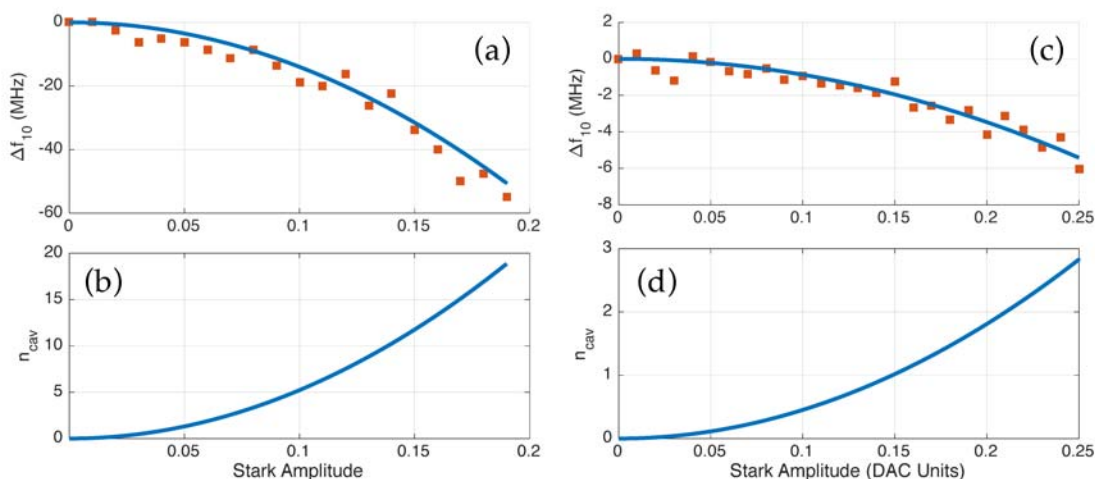 (a)
Δf10 (MHz)
0
-20
-40
-60
0 0.05 0.1 0.15 0.2
(c)
Δf10 (MHz)
2
0
-2
-4
-6
-8
0 0.05 0.1 0.15 0.2 0.25
(b)
ncav
20
15
10
5
0
0.05 0.1 0.15 0.2
Stark Amplitude
(d)
ncav
3
2
1
0
0.05 0.1 0.15 0.2 0.25
Stark Amplitude (DAC Units)